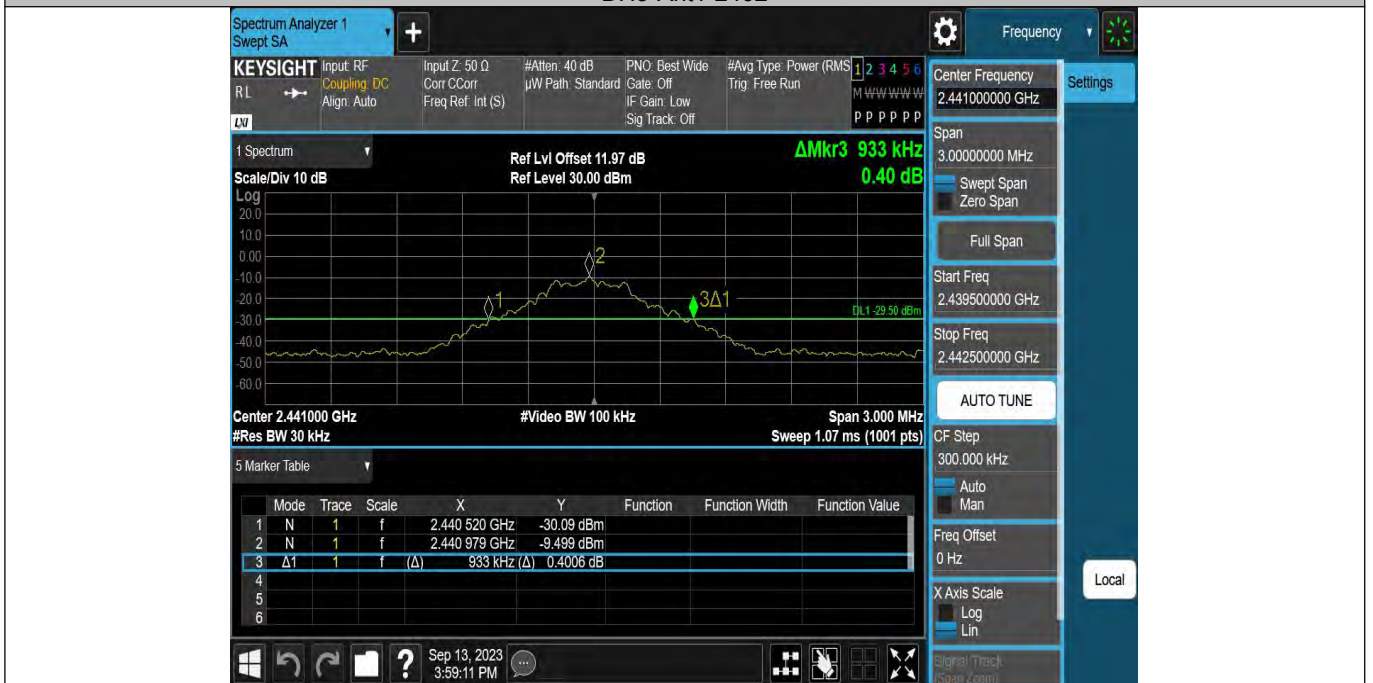 Spectrum Analyzer 1
Swept SA
+
Frequency
KEYSIGHT
RL
LXI
Input: RF
Coupling: DC
Align: Auto
Input Z: 50 Ω
Corr CCorr
Freq Ref: Int (S)
#Atten: 40 dB
µW Path: Standard
PNO: Best Wide
Gate: Off
IF Gain: Low
Sig Track: Off
#Avg Type: Power (RMS
Trig: Free Run
1 2 3 4 5 6
M W W W W W
P P P P P P
Center Frequency
2.441000000 GHz
Settings
Span
3.00000000 MHz
Swept Span
Zero Span
Full Span
Start Freq
2.439500000 GHz
Stop Freq
2.442500000 GHz
AUTO TUNE
CF Step
300.000 kHz
Auto
Man
Freq Offset
0 Hz
X Axis Scale
Log
Lin
Signal Track
(Span Zoom)
Local
1 Spectrum
Scale/Div 10 dB
Ref Lvl Offset 11.97 dB
Ref Level 30.00 dBm
ΔMkr3 933 kHz
0.40 dB
Log
20.0
10.0
0.00
-10.0
-20.0
-30.0
-40.0
-50.0
-60.0
1
2
3Δ1
DL1 -29.50 dBm
Center 2.441000 GHz
#Video BW 100 kHz
Span 3.000 MHz
#Res BW 30 kHz
Sweep 1.07 ms (1001 pts)
5 Marker Table
Mode Trace Scale X Y Function Function Width Function Value
1 N 1 f 2.440 520 GHz -30.09 dBm
2 N 1 f 2.440 979 GHz -9.499 dBm
3 Δ1 1 f (Δ) 933 kHz (Δ) 0.4006 dB
4
5
6
?
Sep 13, 2023
3:59:11 PM